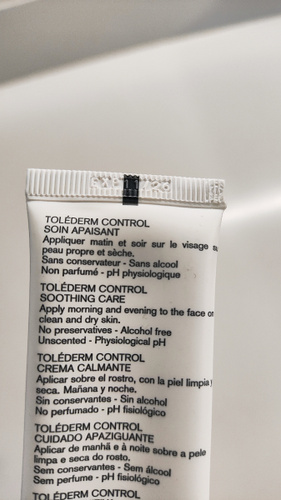 TOLÉDERM CONTROL
SOIN APAISANT
Appliquer matin et soir sur le visage
peau propre et sèche.
Sans conservateur - Sans alcool
Non parfumé - pH physiologique
TOLÉDERM CONTROL
SOOTHING CARE
Apply morning and evening to the face on
clean and dry skin.
No preservatives - Alcohol free
Unscented - Physiological pH
TOLÉDERM CONTROL
CREMA CALMANTE
Aplicar sobre el rostro, con la piel limpia y
seca. Mañana y noche.
Sin conservantes - Sin alcohol
No perfumado - pH fisiológico
TOLÉDERM CONTROL
CUIDADO APAZIGUANTE
Aplicar de manhã e à noite sobre a pele
limpa e seca do rosto.
Sem conservantes - Sem álcool
Sem perfume - pH fisiológico
TOLÉDERM CONTROL